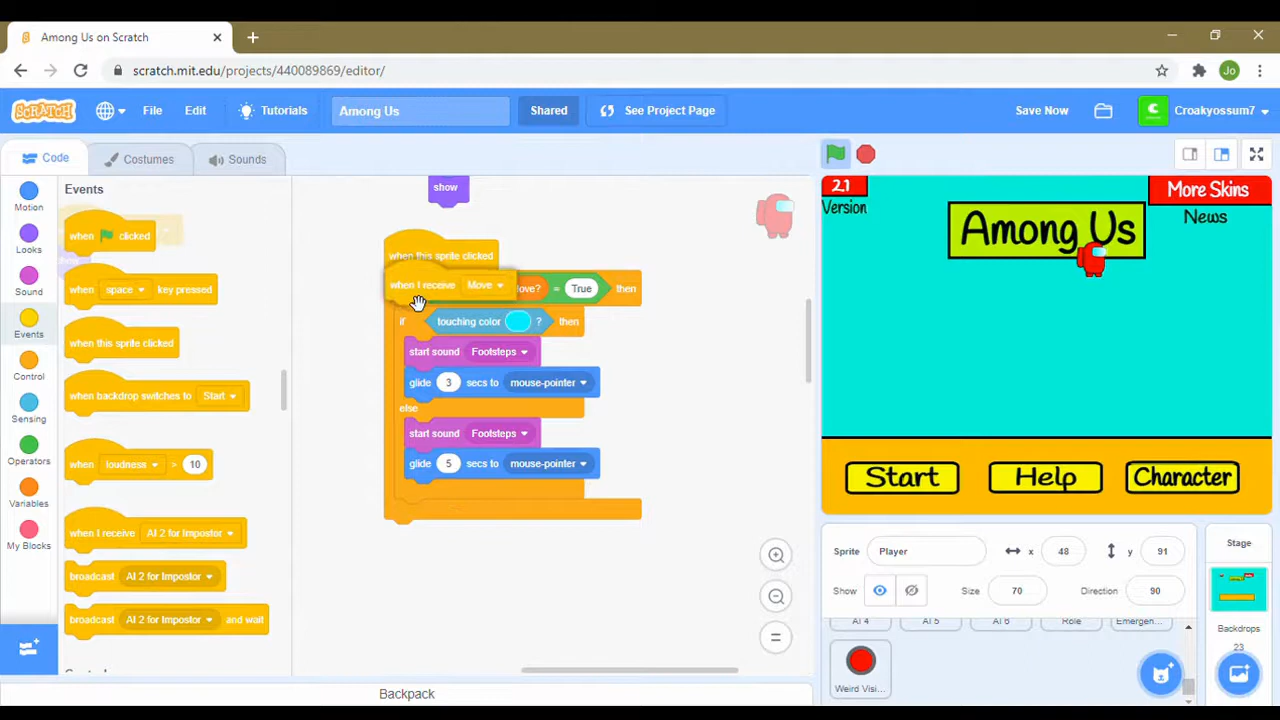 Among Us on Scratch
scratch.mit.edu/projects/440089869/editor/
Jo
SCRATCH
File
Edit
Tutorials
Among Us
Shared
See Project Page
Save Now
Croakyossum7
Code
Costumes
Sounds
Motion
Looks
Sound
Events
Control
Sensing
Operators
Variables
My Blocks
Events
when clicked
when space key pressed
when this sprite clicked
when backdrop switches to Start
when loudness > 10
when I receive AI 2 for Impostor
broadcast AI 2 for Impostor
broadcast AI 2 for Impostor and wait
show
when this sprite clicked
when I receive Move
ove? = True then
if touching color ? then
start sound Footsteps
glide 3 secs to mouse-pointer
else
start sound Footsteps
glide 5 secs to mouse-pointer
Backpack
2.1
Version
Among Us
More Skins
News
Start
Help
Character
Sprite
Player
x
48
y
91
Show
Size
70
Direction
90
AI 4
AI 5
AI 6
Role
Emergen...
Weird Visi...
Stage
Backdrops
23